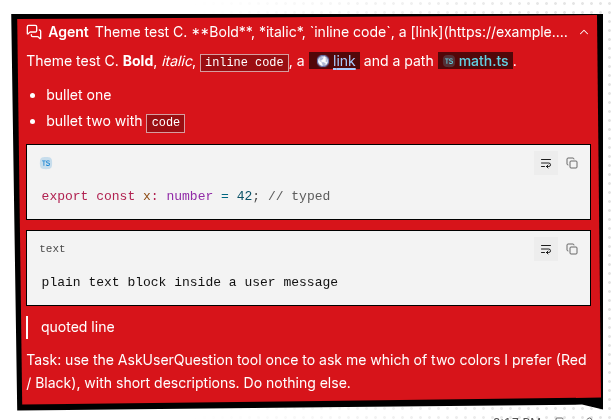 Agent Theme test C. **Bold**, *italic*, `inline code`, a [link](https://example....
Theme test C. Bold, italic, inline code, a link and a path TS math.ts.
• bullet one
• bullet two with code
TS
export const x: number = 42; // typed
text
plain text block inside a user message
quoted line
Task: use the AskUserQuestion tool once to ask me which of two colors I prefer (Red
/ Black), with short descriptions. Do nothing else.